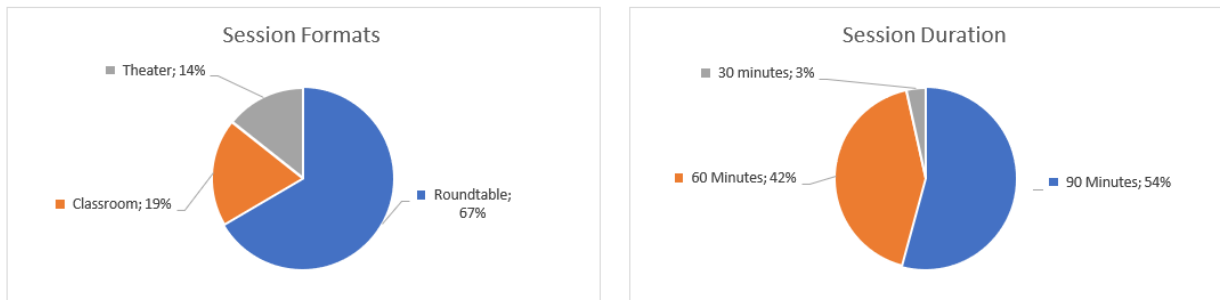 Session Formats
Theater; 14%
Classroom; 19%
Roundtable;
67%
Session Duration
30 minutes; 3%
60 Minutes; 42%
90 Minutes; 54%